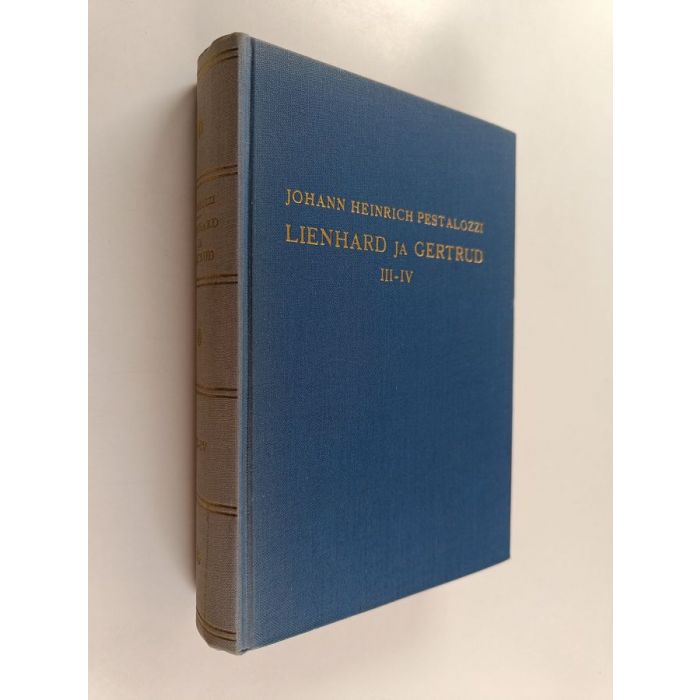 JOHANN HEINRICH PESTALOZZI
LIENHARD JA GERTRUD
III-IV